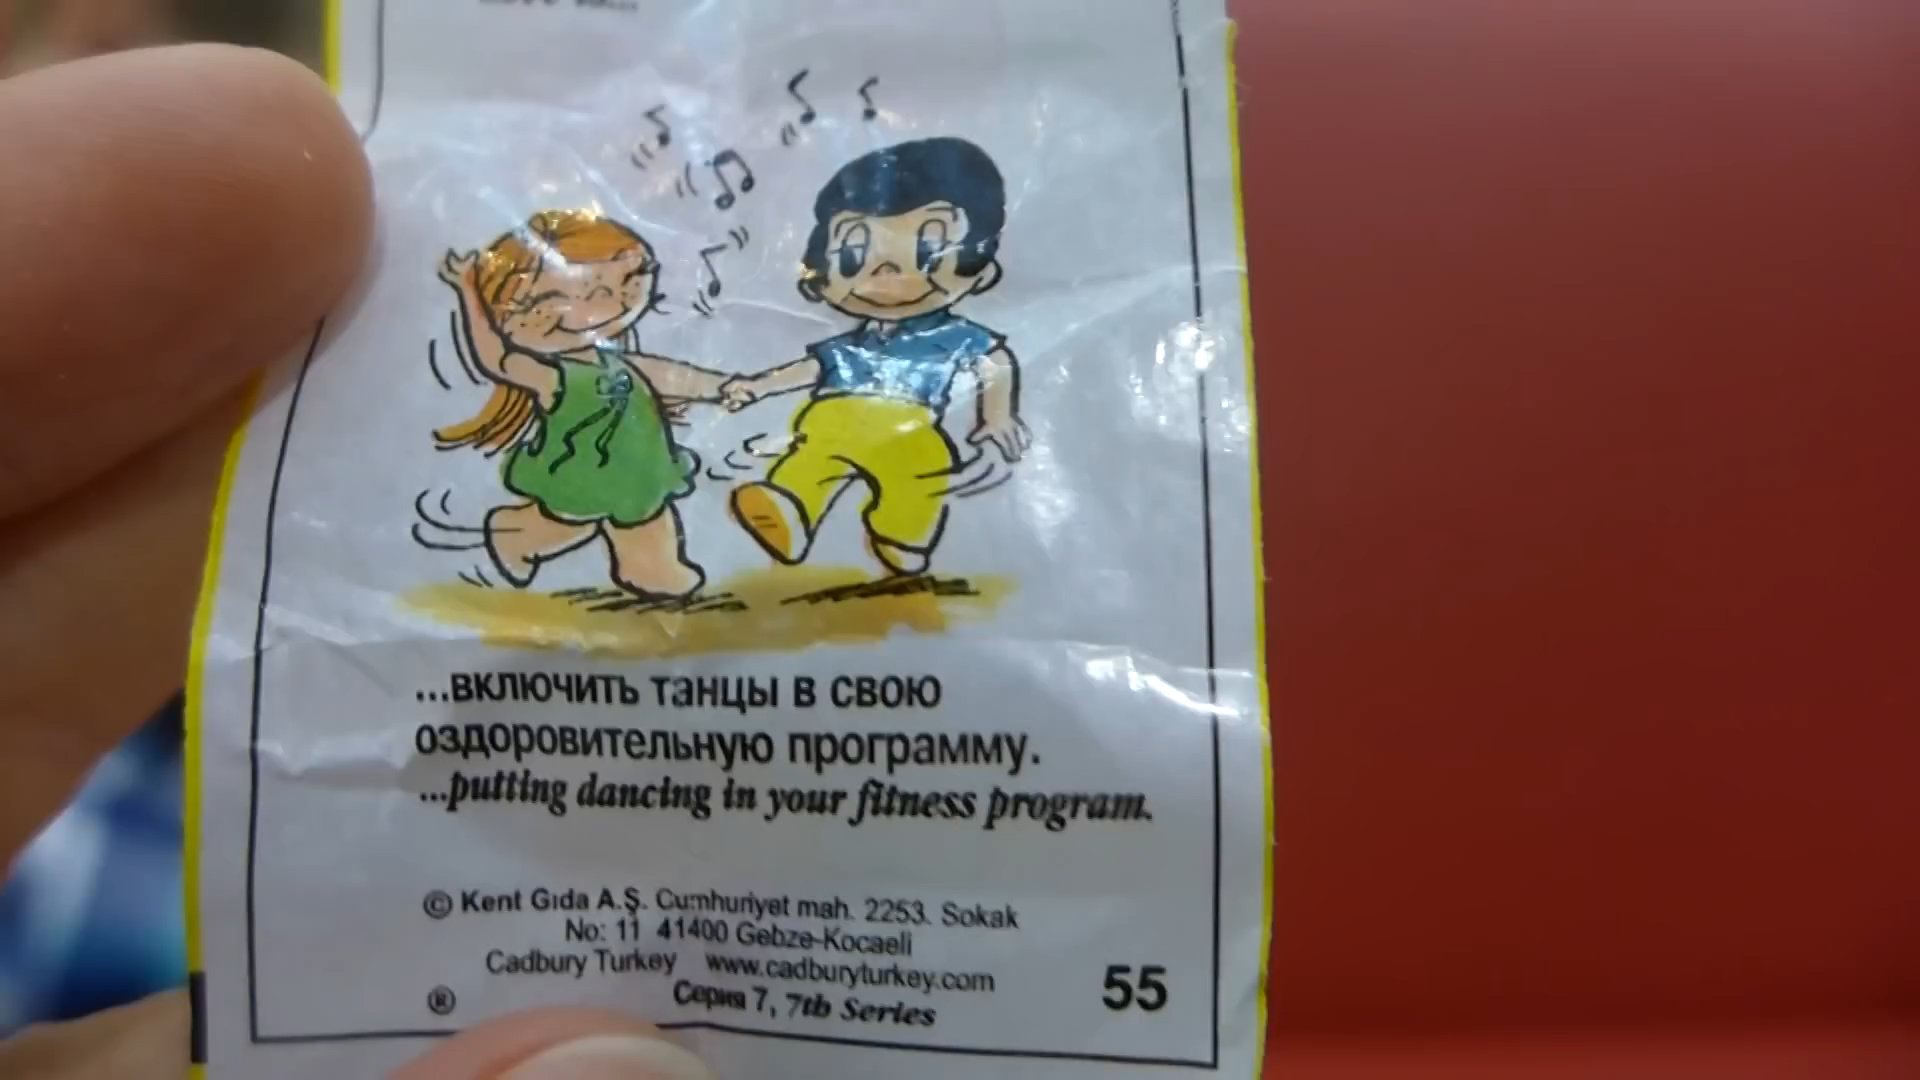 ...включить танцы в свою
оздоровительную программу.
...putting dancing in your fitness program.
© Kent Gıda A.Ş. Cumhuriyet mah. 2253. Sokak
No: 11 41400 Gebze-Kocaeli
Cadbury Turkey www.cadburyturkey.com
® Серия 7, 7th Series
55